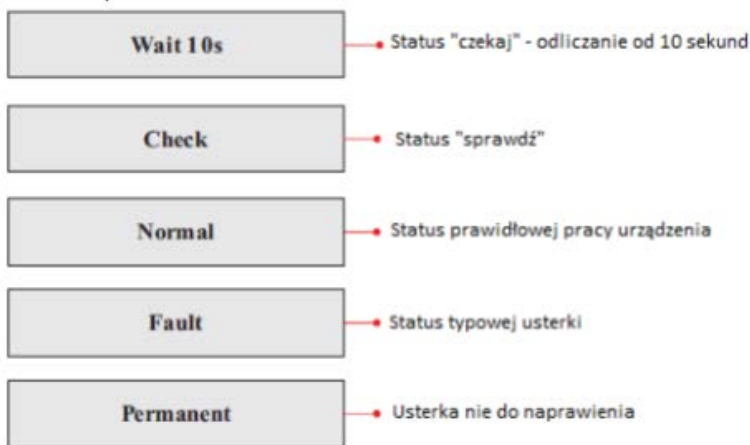 Wait 10s
Status "czekaj" - odliczanie od 10 sekund
Check
Status "sprawdź"
Normal
Status prawidłowej pracy urządzenia
Fault
Status typowej usterki
Permanent
Usterka nie do naprawienia